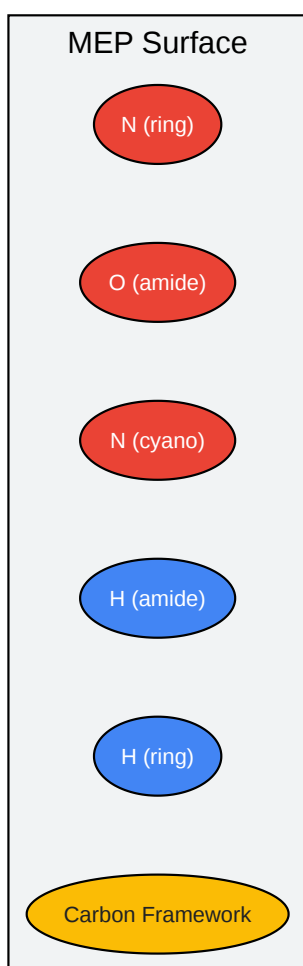 MEP Surface
N (ring)
O (amide)
N (cyano)
H (amide)
H (ring)
Carbon Framework